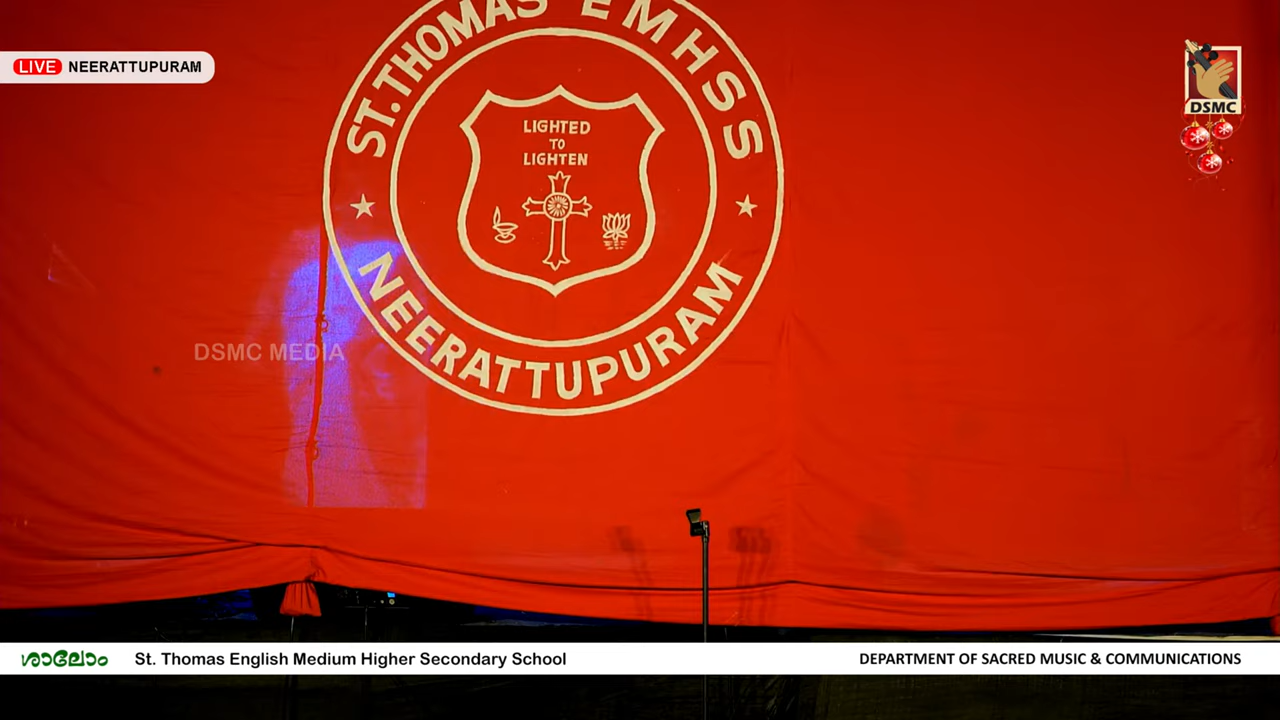 ST. THOMAS EMHSS
LIVE NEERATTUPURAM
DSMC
LIGHTED
TO
LIGHTEN
NEERATTUPURAM
DSMC MEDIA
ശാലോം St. Thomas English Medium Higher Secondary School DEPARTMENT OF SACRED MUSIC & COMMUNICATIONS